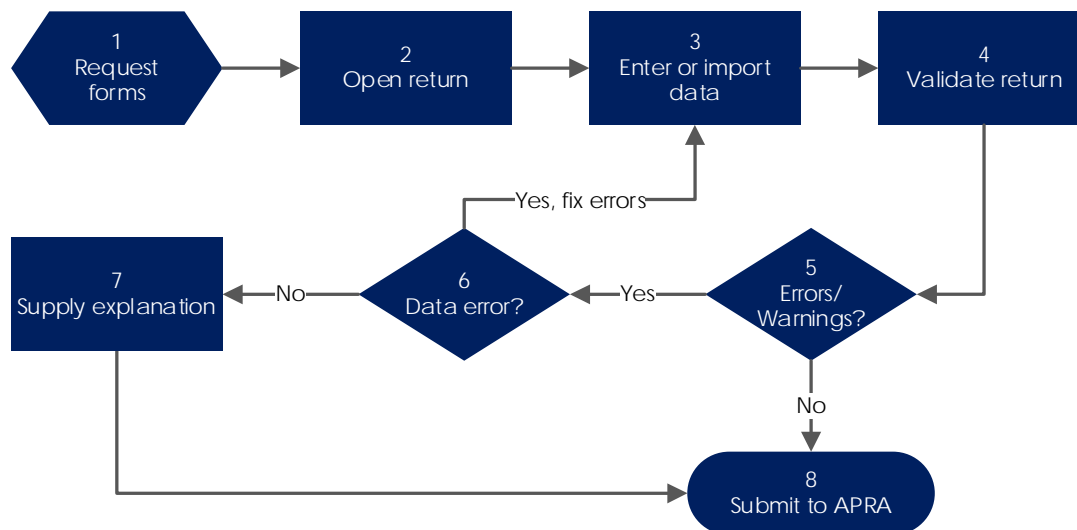 1
Request
forms
2
Open return
3
Enter or import
data
4
Validate return
Yes, fix errors
7
Supply explanation
No
6
Data error?
Yes
5
Errors/
Warnings?
No
8
Submit to APRA